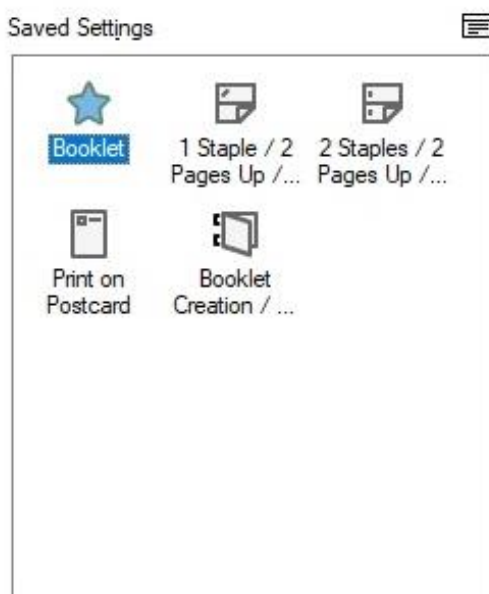 Saved Settings
Booklet
1 Staple / 2
Pages Up /...
2 Staples / 2
Pages Up /...
Print on
Postcard
Booklet
Creation / ...